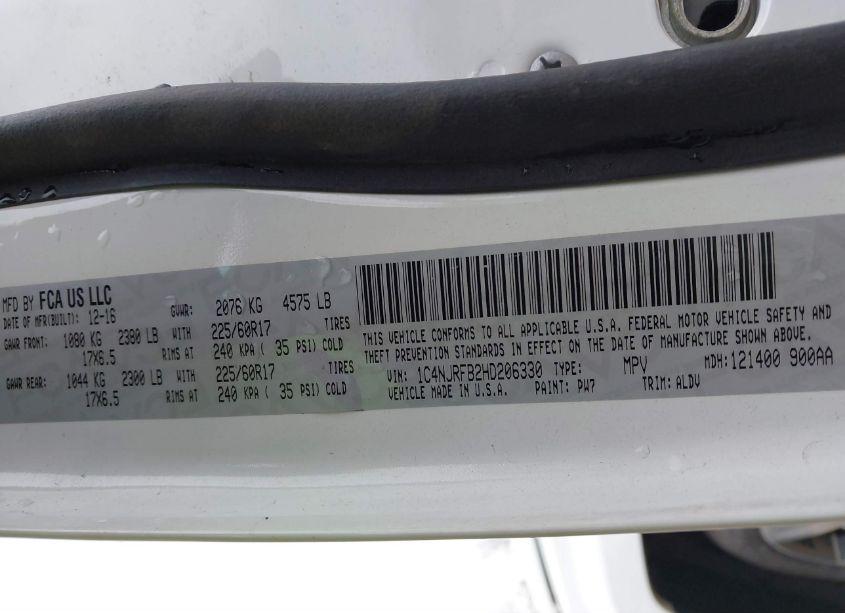 MFD BY FCA US LLC
DATE OF MFR(BUILT): 12-16 GVWR: 2076 KG 4575 LB
GAWR FRONT: 1080 KG 2380 LB WITH 225/60R17 TIRES
17X6.5 RIMS AT 240 KPA ( 35 PSI) COLD
GAWR REAR: 1044 KG 2300 LB WITH 225/60R17 TIRES
17X6.5 RIMS AT 240 KPA ( 35 PSI) COLD
THIS VEHICLE CONFORMS TO ALL APPLICABLE U.S.A. FEDERAL MOTOR VEHICLE SAFETY AND
THEFT PREVENTION STANDARDS IN EFFECT ON THE DATE OF MANUFACTURE SHOWN ABOVE.
VIN: 1C4NJRFB2HD206330 TYPE: MPV MDH: 121400 900AA
VEHICLE MADE IN U.S.A. PAINT: PW7 TRIM: ALDV